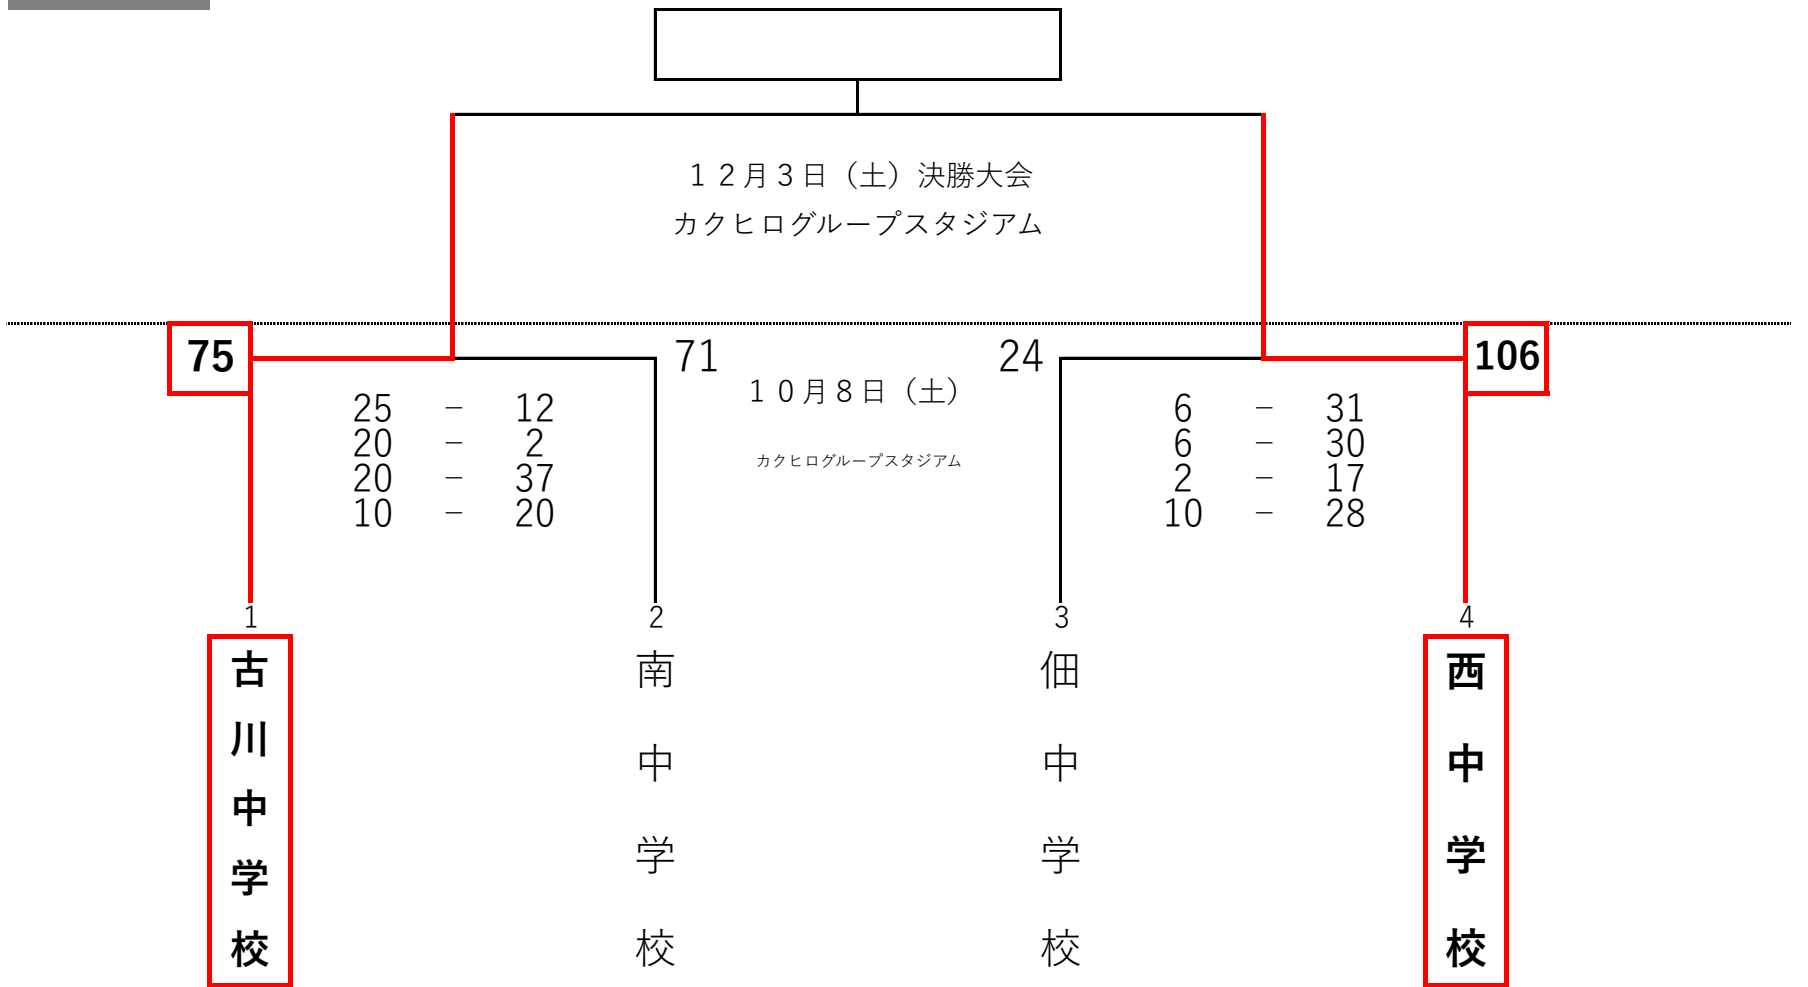 １２月３日（土）決勝大会
カクヒログループスタジアム
75
71
24
106
１０月８日（土）
カクヒログループスタジアム
25 － 12
20 － 2
20 － 37
10 － 20
6 － 31
6 － 30
2 － 17
10 － 28
1
2
3
4
古川中学校
南中学校
佃中学校
西中学校